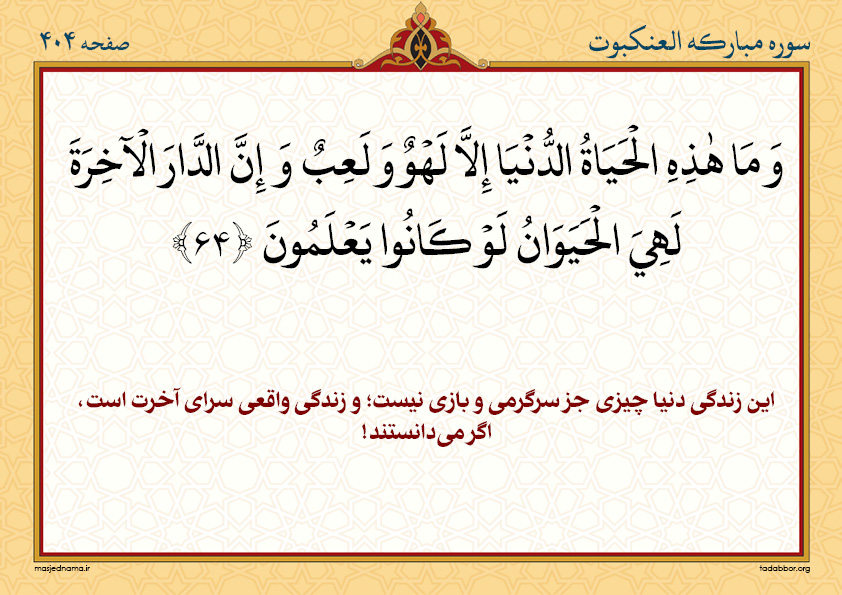 سوره مبارکه العنکبوت
صفحه ۴۰۴
وَ مَا هٰذِهِ الْحَيَاةُ الدُّنْيَا إِلَّا لَهْوٌ وَ لَعِبٌ وَ إِنَّ الدَّارَ الْآخِرَةَ
لَهِيَ الْحَيَوَانُ لَوْ كَانُوا يَعْلَمُونَ ﴿۶۴﴾
این زندگی دنیا چیزی جز سرگرمی و بازی نیست؛ و زندگی واقعی سرای آخرت است،
اگر می‌دانستند!
masjednama.ir
tadabbor.org